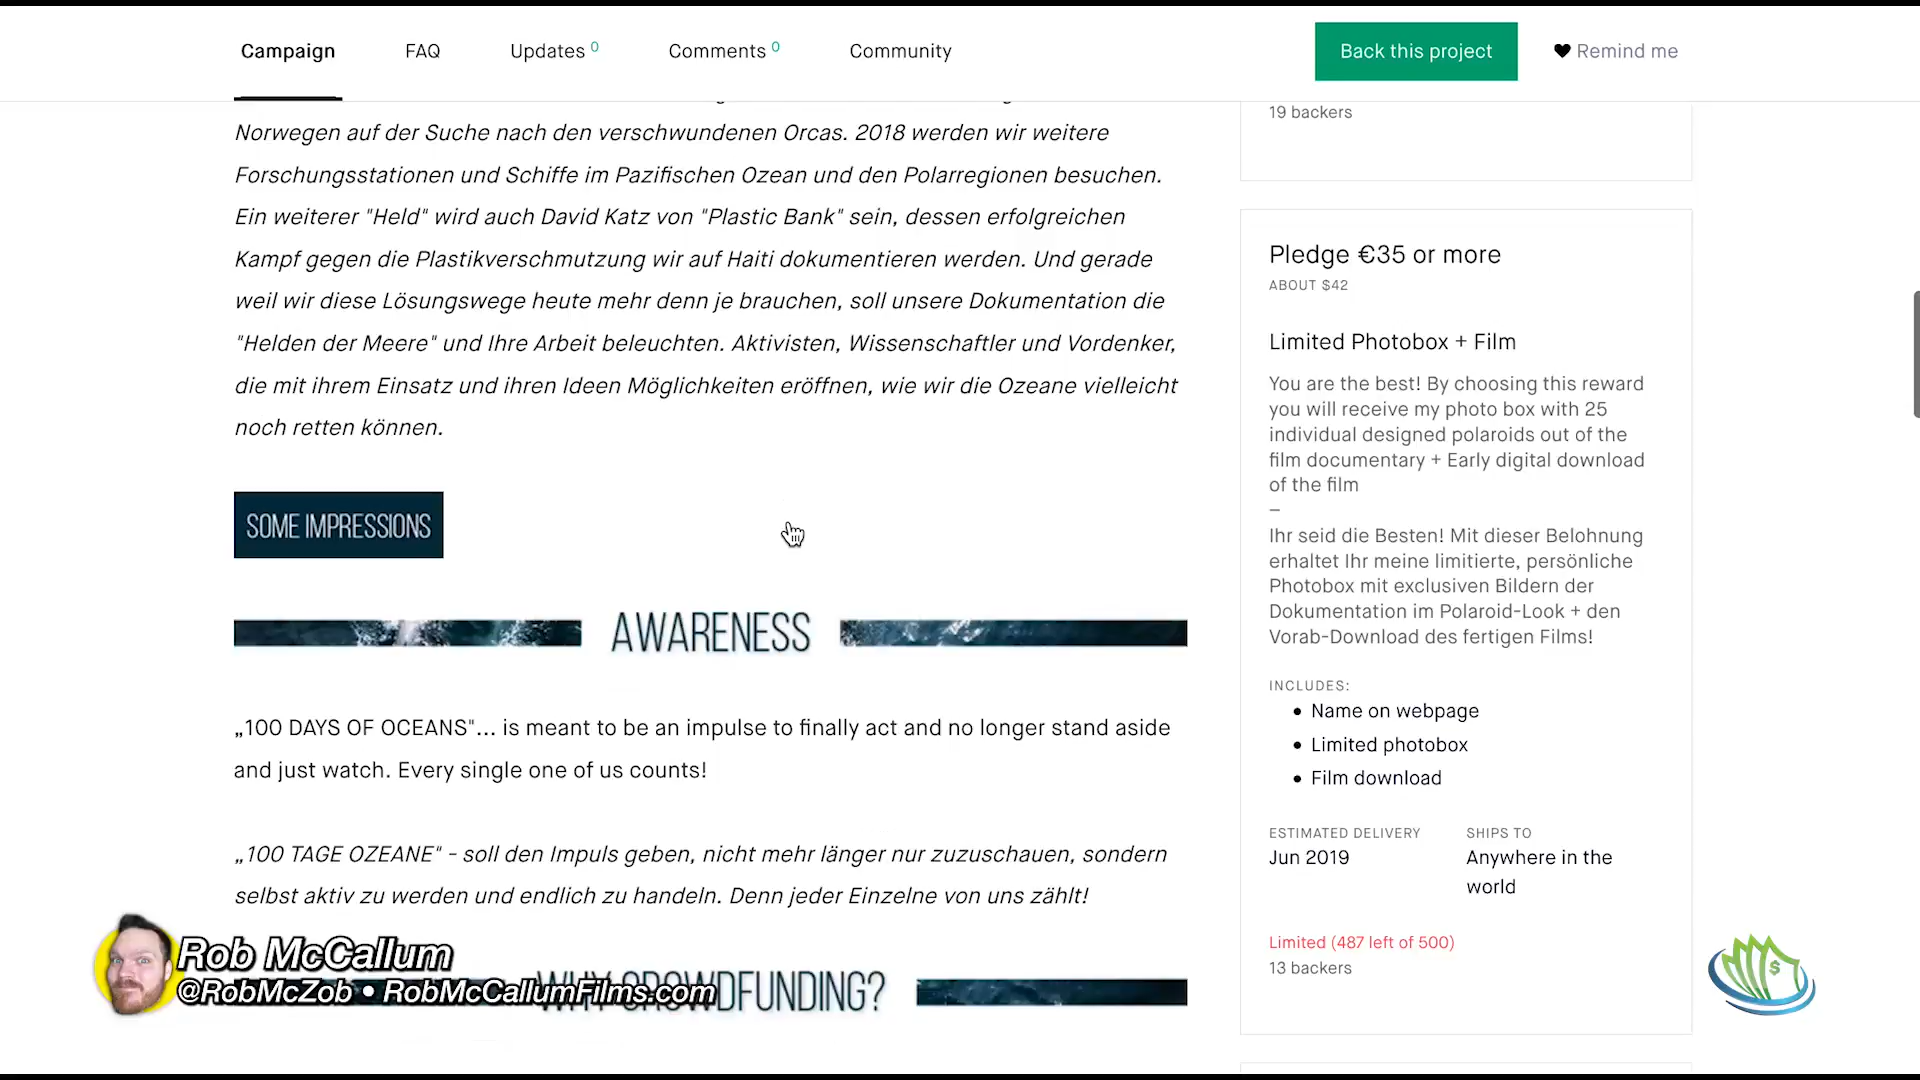 Campaign FAQ Updates 0 Comments 0 Community Back this project Remind me
Norwegen auf der Suche nach den verschwundenen Orcas. 2018 werden wir weitere
Forschungsstationen und Schiffe im Pazifischen Ozean und den Polarregionen besuchen.
Ein weiterer "Held" wird auch David Katz von "Plastic Bank" sein, dessen erfolgreichen
Kampf gegen die Plastikverschmutzung wir auf Haiti dokumentieren werden. Und gerade
weil wir diese Lösungswege heute mehr denn je brauchen, soll unsere Dokumentation die
"Helden der Meere" und Ihre Arbeit beleuchten. Aktivisten, Wissenschaftler und Vordenker,
die mit ihrem Einsatz und ihren Ideen Möglichkeiten eröffnen, wie wir die Ozeane vielleicht
noch retten können.
SOME IMPRESSIONS
AWARENESS
„100 DAYS OF OCEANS"... is meant to be an impulse to finally act and no longer stand aside
and just watch. Every single one of us counts!
„100 TAGE OZEANE" - soll den Impuls geben, nicht mehr länger nur zuzuschauen, sondern
selbst aktiv zu werden und endlich zu handeln. Denn jeder Einzelne von uns zählt!
WHY CROWDFUNDING?
Rob McCallum
@RobMcZob • RobMcCallumFilms.com
19 backers
Pledge €35 or more
ABOUT $42
Limited Photobox + Film
You are the best! By choosing this reward
you will receive my photo box with 25
individual designed polaroids out of the
film documentary + Early digital download
of the film
–
Ihr seid die Besten! Mit dieser Belohnung
erhaltet Ihr meine limitierte, persönliche
Photobox mit exclusiven Bildern der
Dokumentation im Polaroid-Look + den
Vorab-Download des fertigen Films!
INCLUDES:
• Name on webpage
• Limited photobox
• Film download
ESTIMATED DELIVERY SHIPS TO
Jun 2019 Anywhere in the
world
Limited (487 left of 500)
13 backers
$